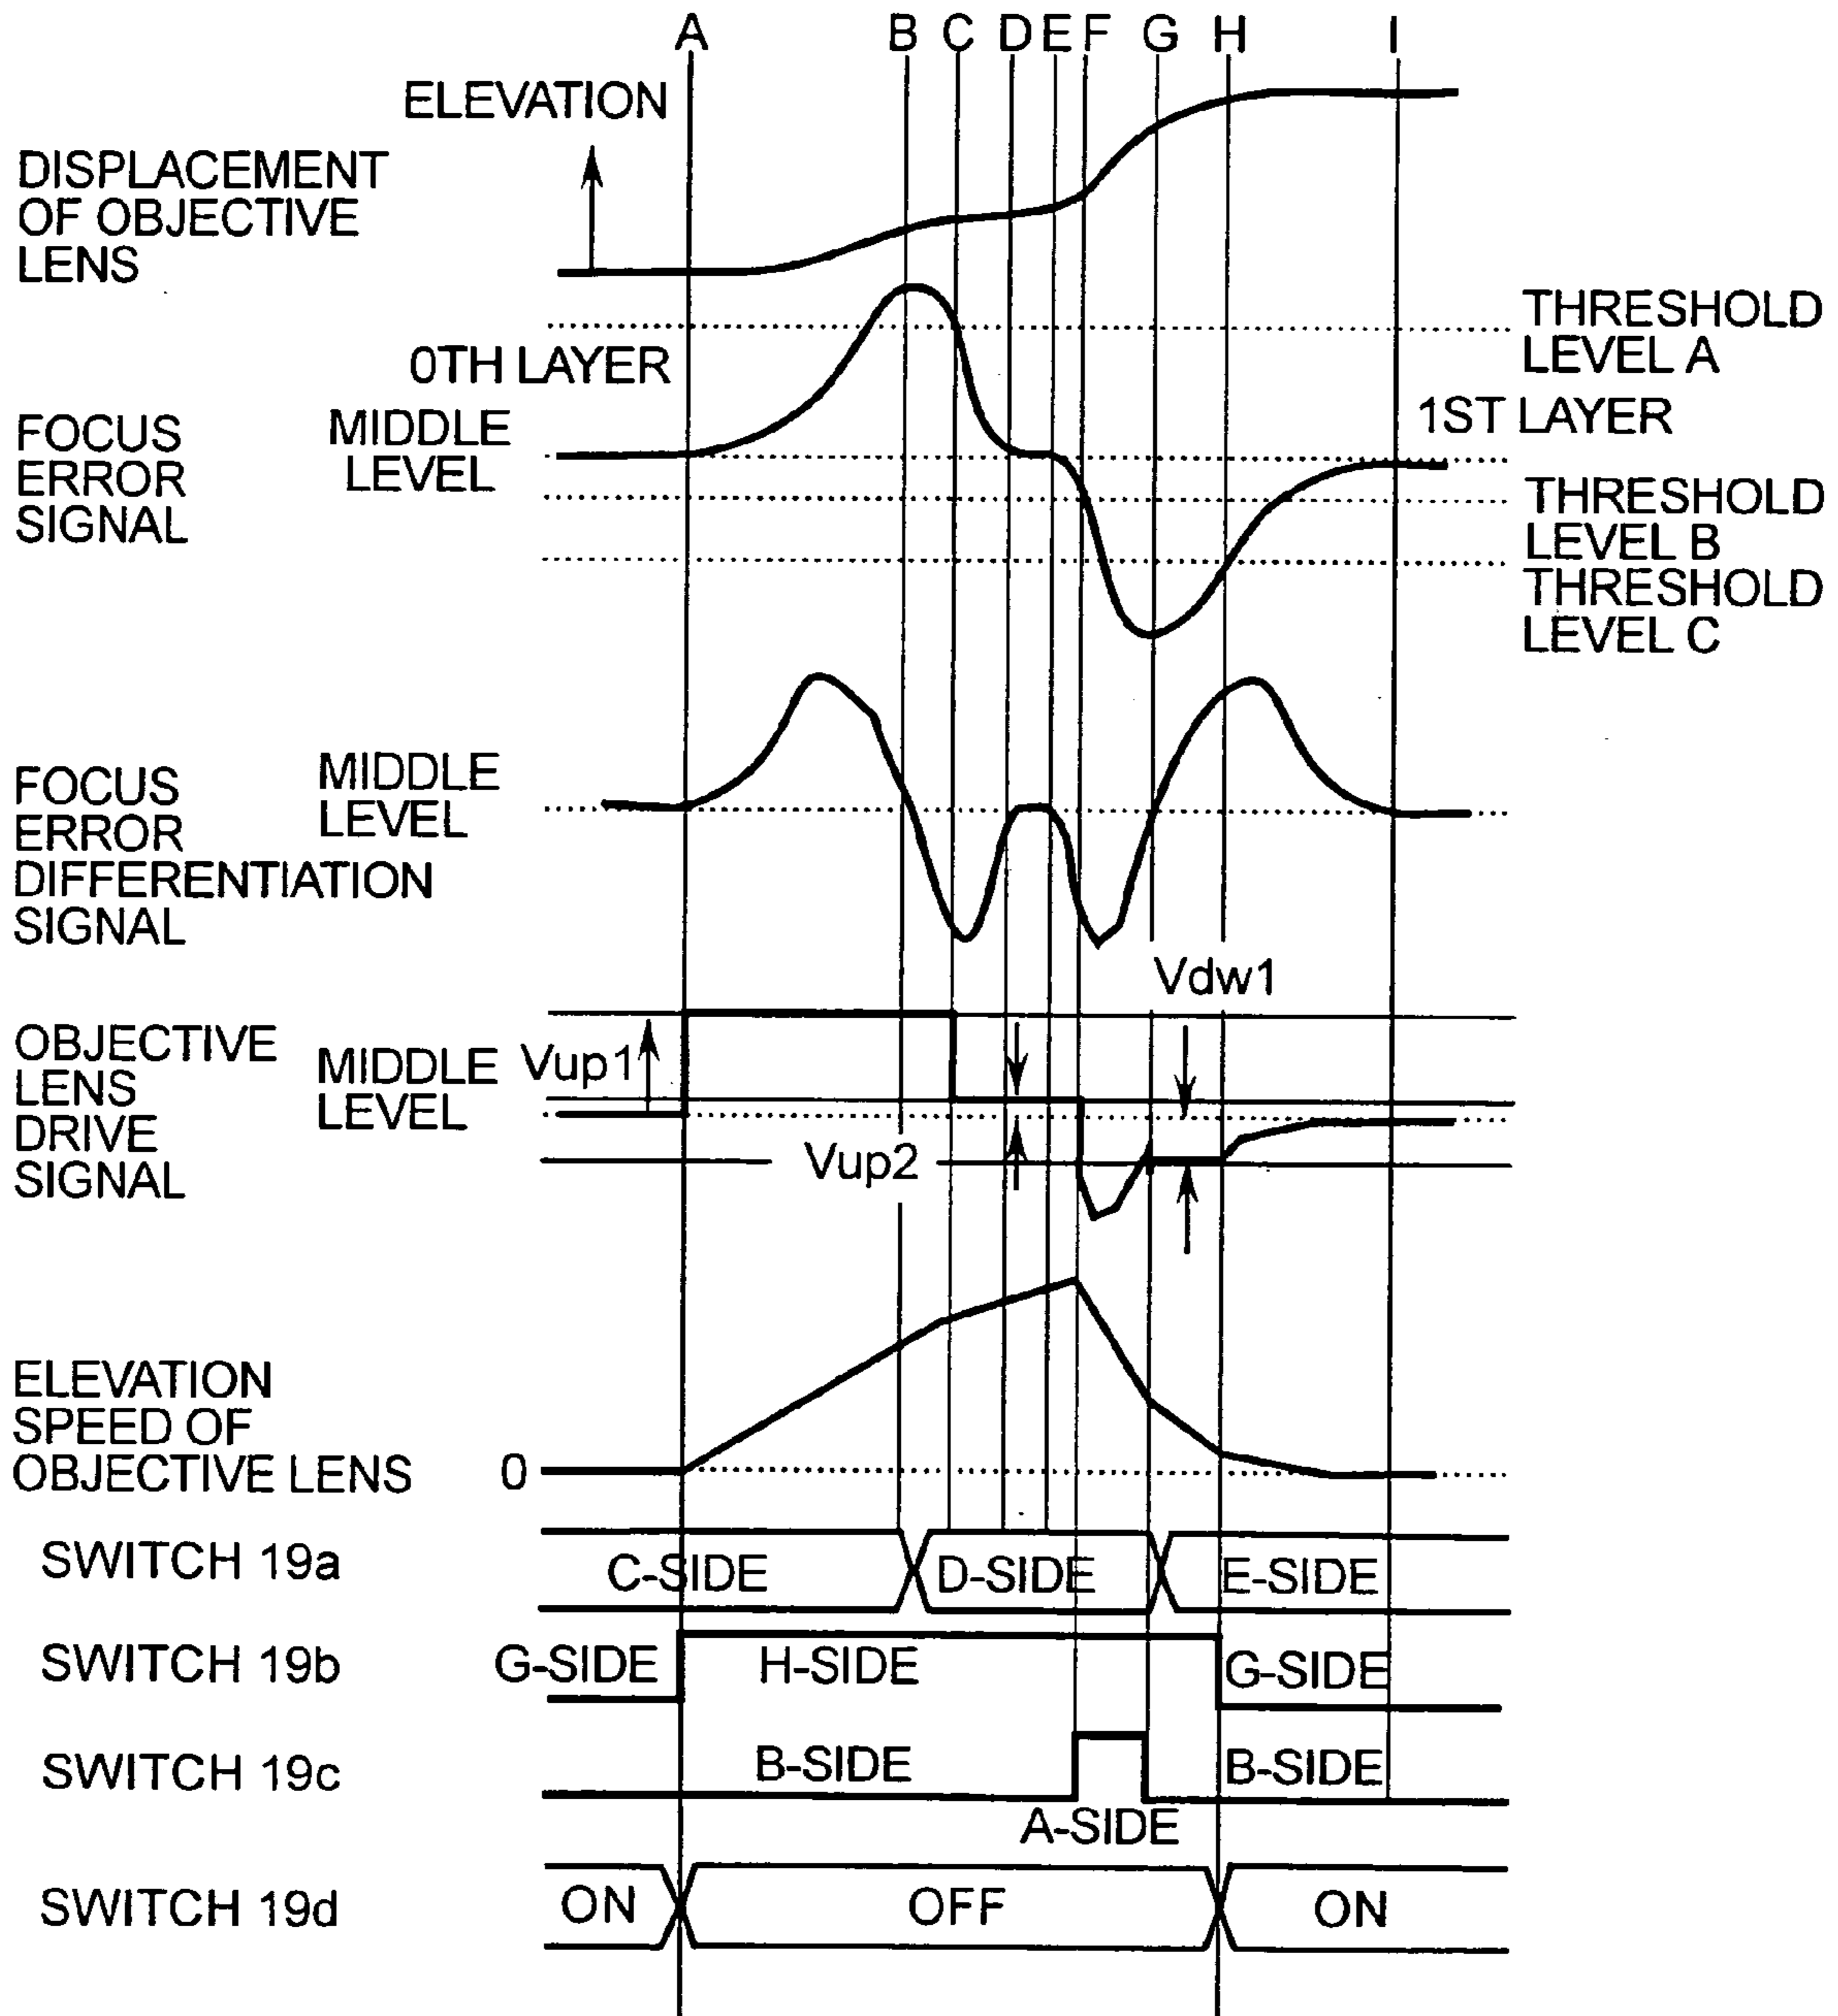 A B C D E F G H I
ELEVATION
DISPLACEMENT
OF OBJECTIVE
LENS
THRESHOLD
LEVEL A
0TH LAYER
1ST LAYER
FOCUS
ERROR
SIGNAL
MIDDLE
LEVEL
THRESHOLD
LEVEL B
THRESHOLD
LEVEL C
FOCUS
ERROR
DIFFERENTIATION
SIGNAL
MIDDLE
LEVEL
Vdw1
OBJECTIVE
LENS
DRIVE
SIGNAL
MIDDLE
LEVEL
Vup1
Vup2
ELEVATION
SPEED OF
OBJECTIVE LENS
0
SWITCH 19a
C-SIDE D-SIDE E-SIDE
SWITCH 19b
G-SIDE H-SIDE G-SIDE
SWITCH 19c
B-SIDE B-SIDE
A-SIDE
SWITCH 19d
ON OFF ON